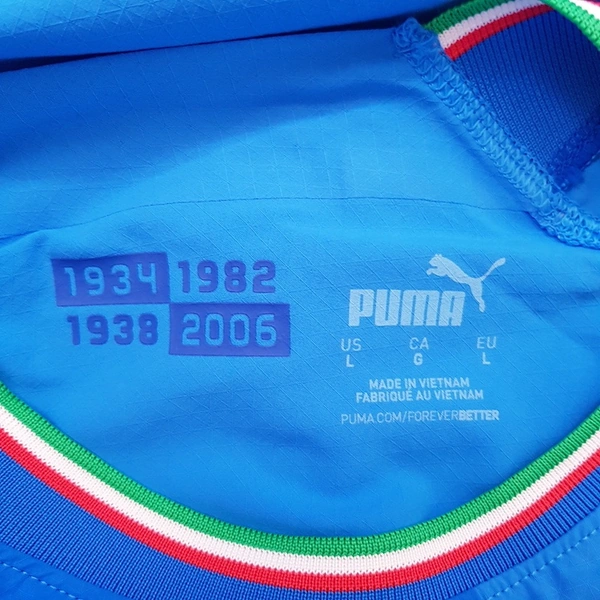 1934 1982
1938 2006
PUMA
US CA EU
L G L
MADE IN VIETNAM
FABRIQUÉ AU VIETNAM
PUMA.COM/FOREVERBETTER